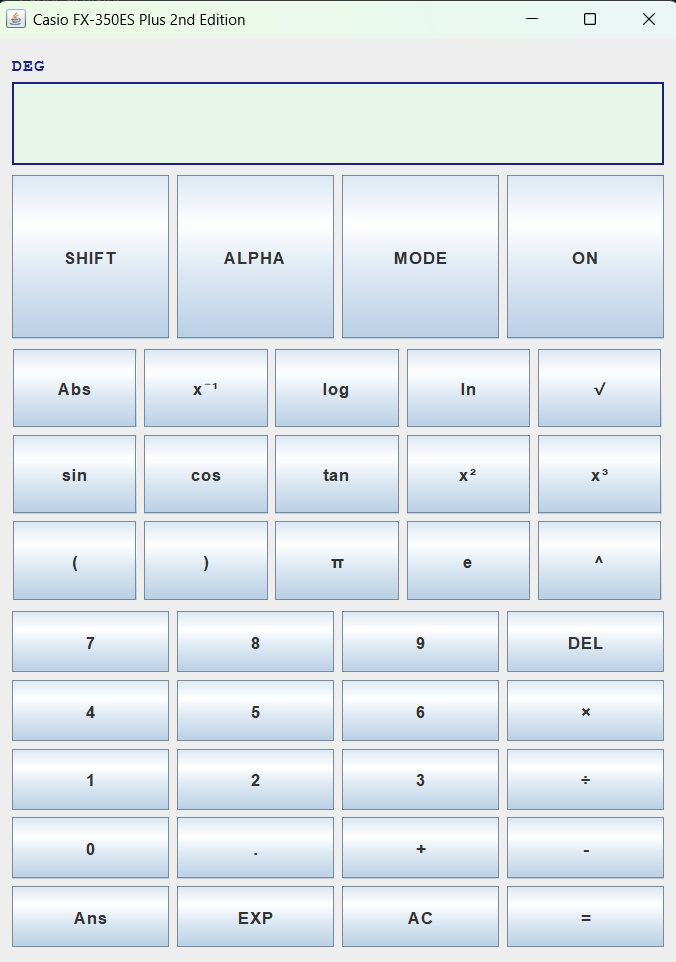 Casio FX-350ES Plus 2nd Edition
DEG
SHIFT ALPHA MODE ON
Abs x⁻¹ log ln √
sin cos tan x² x³
( ) π e ^
7 8 9 DEL
4 5 6 ×
1 2 3 ÷
0 . + -
Ans EXP AC =